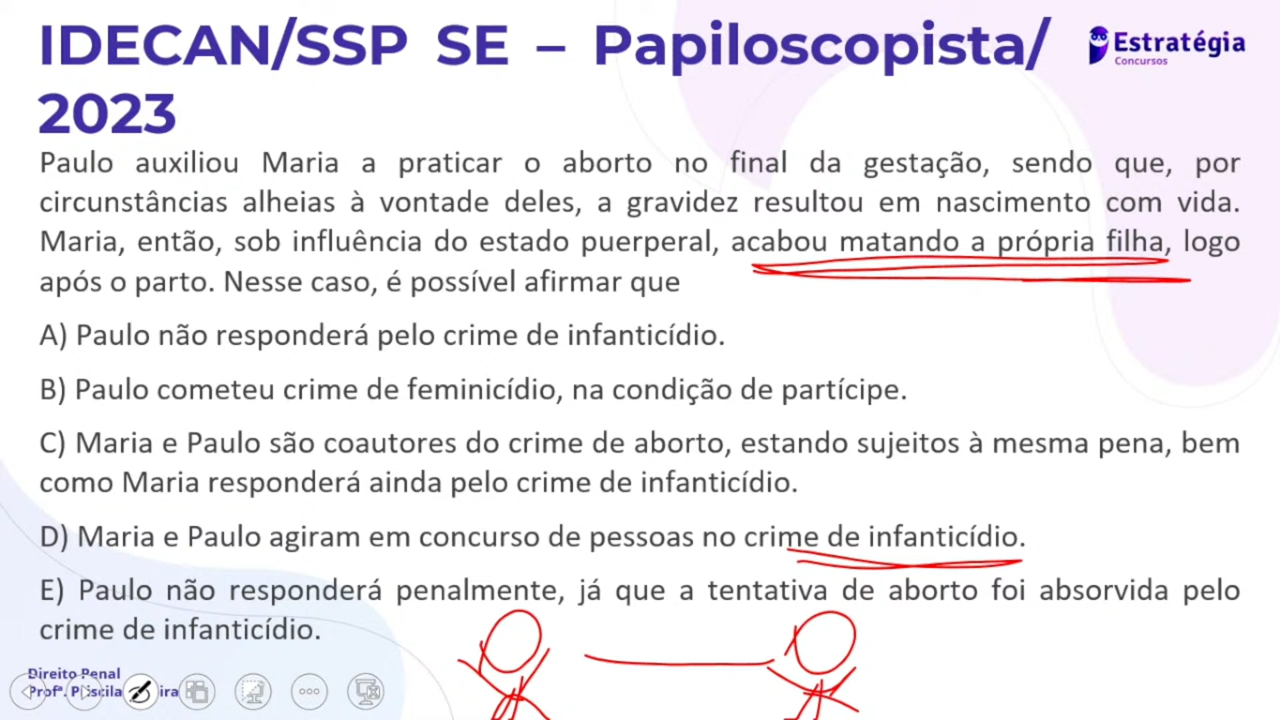 IDECAN/SSP SE – Papiloscopista/
2023
Estratégia
Concursos
Paulo auxiliou Maria a praticar o aborto no final da gestação, sendo que, por
circunstâncias alheias à vontade deles, a gravidez resultou em nascimento com vida.
Maria, então, sob influência do estado puerperal, acabou matando a própria filha, logo
após o parto. Nesse caso, é possível afirmar que
A) Paulo não responderá pelo crime de infanticídio.
B) Paulo cometeu crime de feminicídio, na condição de partícipe.
C) Maria e Paulo são coautores do crime de aborto, estando sujeitos à mesma pena, bem
como Maria responderá ainda pelo crime de infanticídio.
D) Maria e Paulo agiram em concurso de pessoas no crime de infanticídio.
E) Paulo não responderá penalmente, já que a tentativa de aborto foi absorvida pelo
crime de infanticídio.
Direito Penal
Profª.